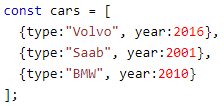 const cars = [
  {type:"Volvo", year:2016},
  {type:"Saab", year:2001},
  {type:"BMW", year:2010}
];